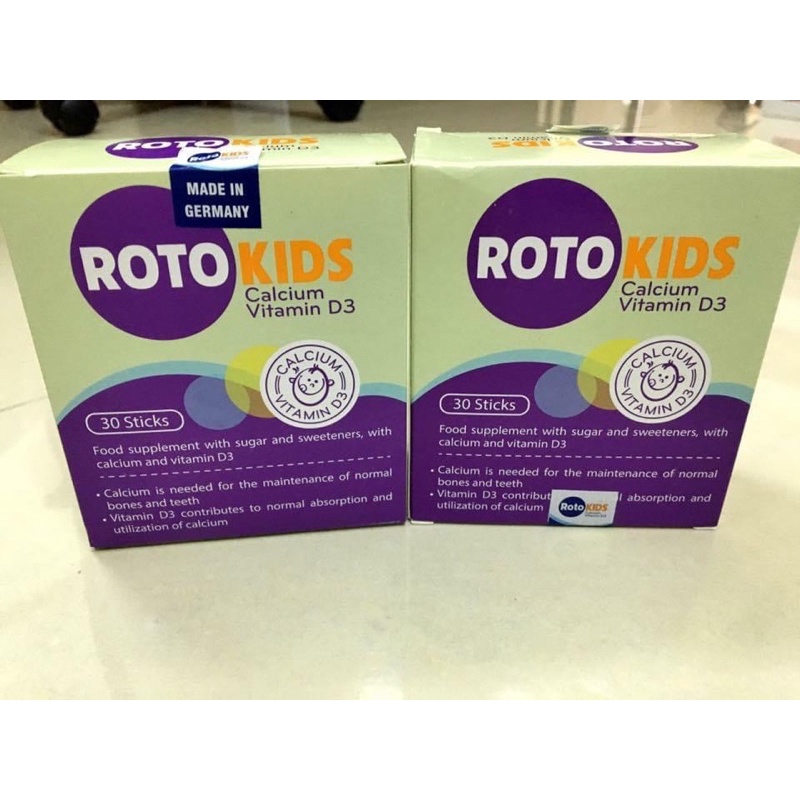 ROTO KIDS
Roto KIDS
MADE IN
GERMANY
ROTO KIDS
Calcium
Vitamin D3
CALCIUM
VITAMIN D3
30 Sticks
Food supplement with sugar and sweeteners, with
calcium and vitamin D3
• Calcium is needed for the maintenance of normal
bones and teeth
• Vitamin D3 contributes to normal absorption and
utilization of calcium
ROTO KIDS
ROTO KIDS
Calcium
Vitamin D3
CALCIUM
VITAMIN D3
30 Sticks
Food supplement with sugar and sweeteners, with
calcium and vitamin D3
• Calcium is needed for the maintenance of normal
bones and teeth
• Vitamin D3 contribut l absorption and
utilization of calcium
Roto KIDS
Calcium
Vitamin D3